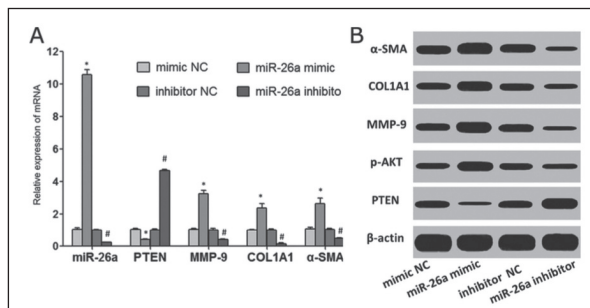 A
B
mimic NC
miR-26a mimic
inhibitor NC
miR-26a inhibito
Relative expression of mRNA
12
10
8
6
4
2
0
*
*
#
*
#
*
#
*
#
#
miR-26a
PTEN
MMP-9
COL1A1
α-SMA
α-SMA
COL1A1
MMP-9
p-AKT
PTEN
β-actin
mimic NC
miR-26a mimic
inhibitor NC
miR-26a inhibitor